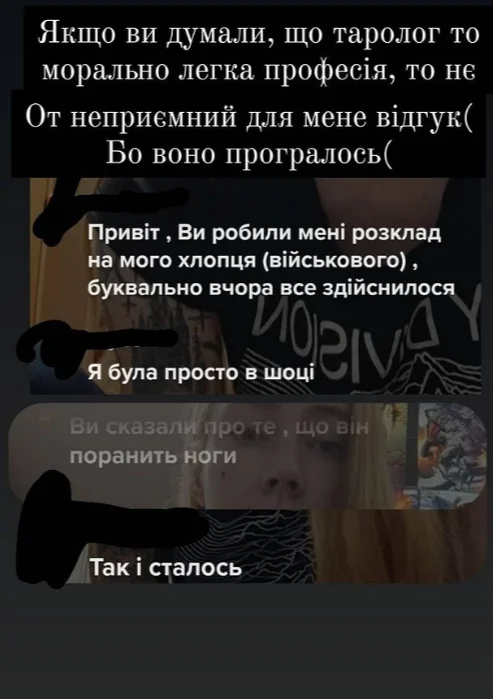 Якщо ви думали, що таролог то
морально легка професія, то нє
От неприємний для мене відгук(
Бо воно програлось(
Привіт , Ви робили мені розклад
на мого хлопця (військового) ,
буквально вчора все здійснилося
Y DIVISION
Я була просто в шоці
Ви сказали про те , що він
поранить ноги
Так і сталось